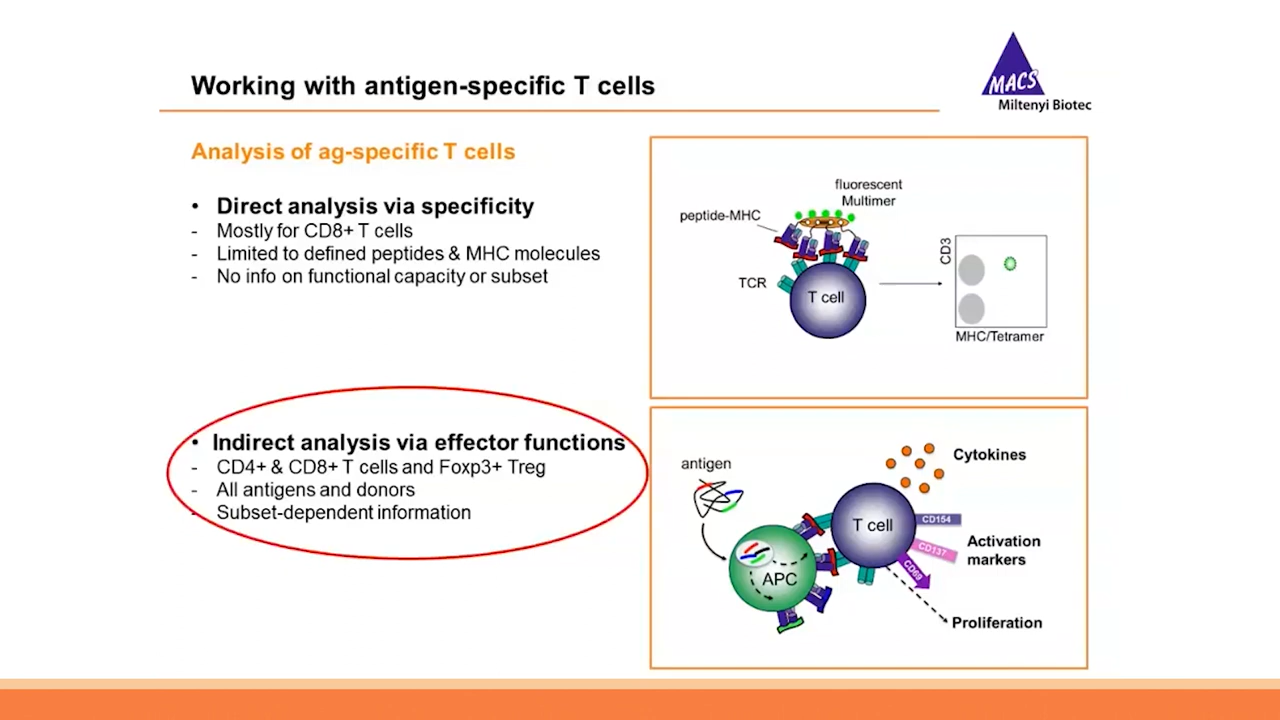 Working with antigen-specific T cells
MACS
Miltenyi Biotec
Analysis of ag-specific T cells
• Direct analysis via specificity
- Mostly for CD8+ T cells
- Limited to defined peptides & MHC molecules
- No info on functional capacity or subset
fluorescent
Multimer
peptide-MHC
TCR
T cell
CD3
MHC/Tetramer
• Indirect analysis via effector functions
- CD4+ & CD8+ T cells and Foxp3+ Treg
- All antigens and donors
- Subset-dependent information
antigen
APC
T cell
Cytokines
CD154
CD137
CD69
Activation
markers
Proliferation